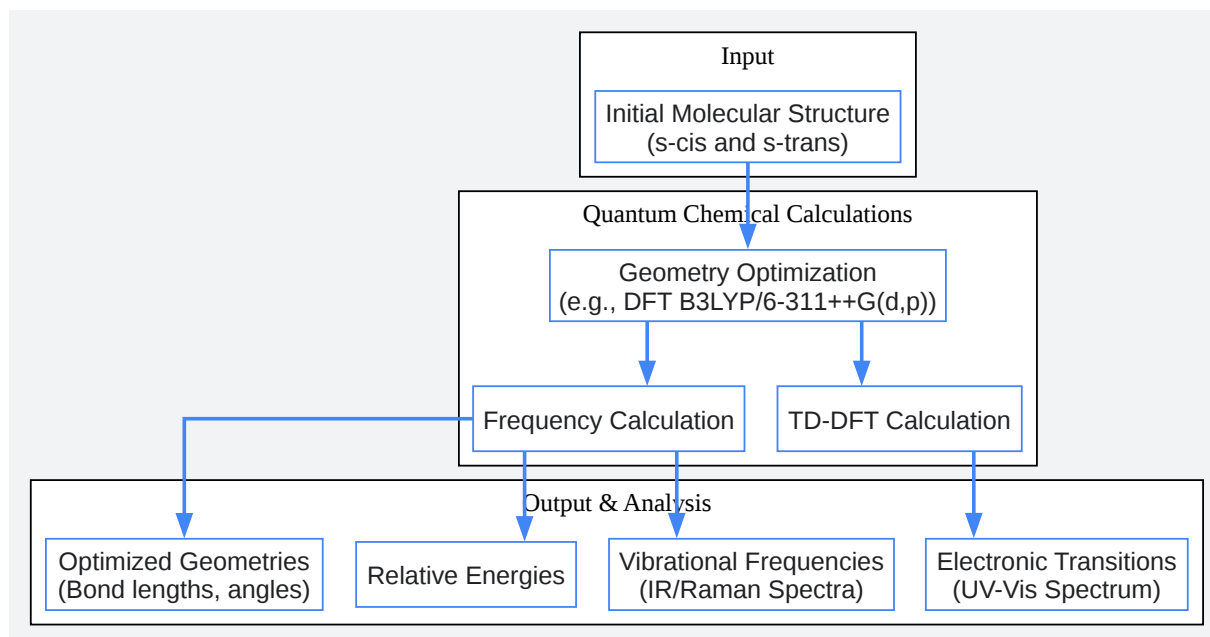 Input
Initial Molecular Structure
(s-cis and s-trans)
Quantum Chemical Calculations
Geometry Optimization
(e.g., DFT B3LYP/6-311++G(d,p))
Frequency Calculation
TD-DFT Calculation
Output & Analysis
Optimized Geometries
(Bond lengths, angles)
Relative Energies
Vibrational Frequencies
(IR/Raman Spectra)
Electronic Transitions
(UV-Vis Spectrum)